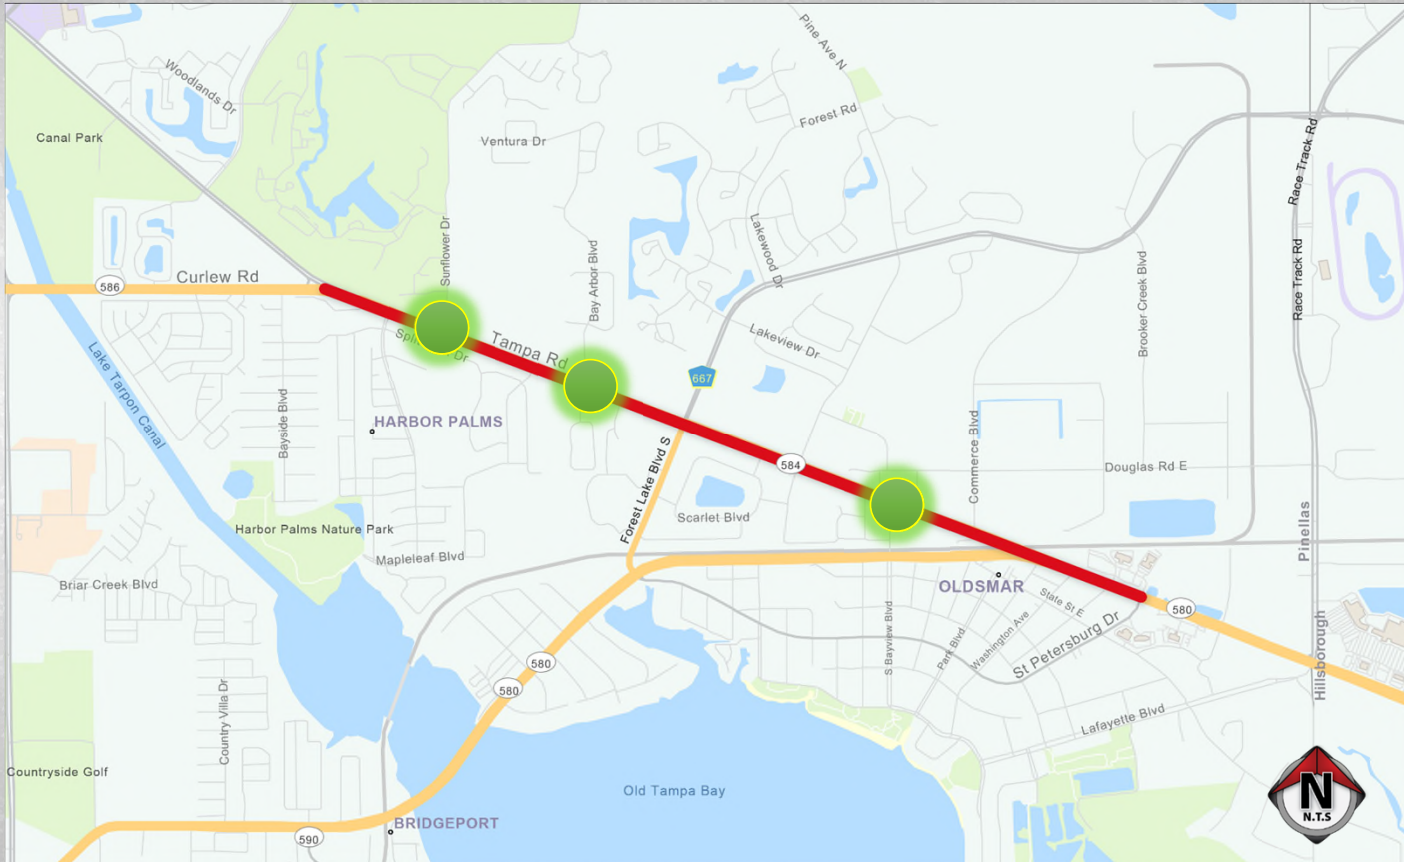 Pine Ave N
Woodlands Dr
Forest Rd
Race Track Rd
Canal Park
Ventura Dr
Sunflower Dr
Bay Arbor Blvd
Lakewood Dr
Brooker Creek Blvd
Race Track Rd
Curlew Rd
586
Tampa Rd
Lakeview Dr
Dr
667
Lake Tarpon Canal
Bayside Blvd
HARBOR PALMS
Forest Lake Blvd S
584
Commerce Blvd
Douglas Rd E
Scarlet Blvd
Harbor Palms Nature Park
Mapleleaf Blvd
Pinellas
Briar Creek Blvd
OLDSMAR
State St E
580
S Bayview Blvd
Park Blvd
Washington Ave
St Petersburg Dr
Hillsborough
580
580
Country Villa Dr
Lafayette Blvd
Countryside Golf
Old Tampa Bay
N
N.T.S
BRIDGEPORT
590